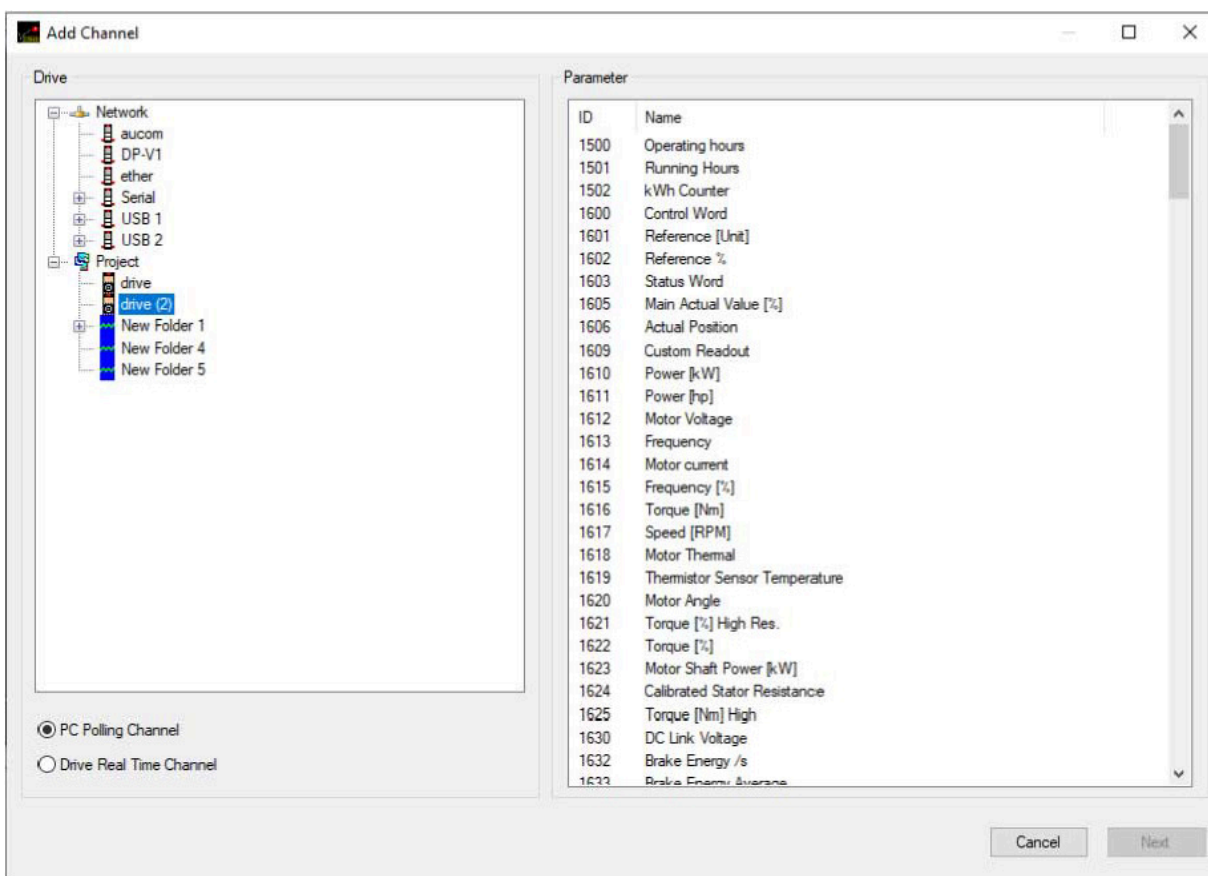 Add Channel
Drive
Network
aucom
DP-V1
ether
Serial
USB 1
USB 2
Project
drive
drive (2)
New Folder 1
New Folder 4
New Folder 5
PC Polling Channel
Drive Real Time Channel
Parameter
ID Name
1500 Operating hours
1501 Running Hours
1502 kWh Counter
1600 Control Word
1601 Reference [Unit]
1602 Reference %
1603 Status Word
1605 Main Actual Value [%]
1606 Actual Position
1609 Custom Readout
1610 Power [kW]
1611 Power [hp]
1612 Motor Voltage
1613 Frequency
1614 Motor current
1615 Frequency [%]
1616 Torque [Nm]
1617 Speed [RPM]
1618 Motor Thermal
1619 Thermistor Sensor Temperature
1620 Motor Angle
1621 Torque [%] High Res.
1622 Torque [%]
1623 Motor Shaft Power [kW]
1624 Calibrated Stator Resistance
1625 Torque [Nm] High
1630 DC Link Voltage
1632 Brake Energy /s
1633 Brake Energy Average
Cancel
Next